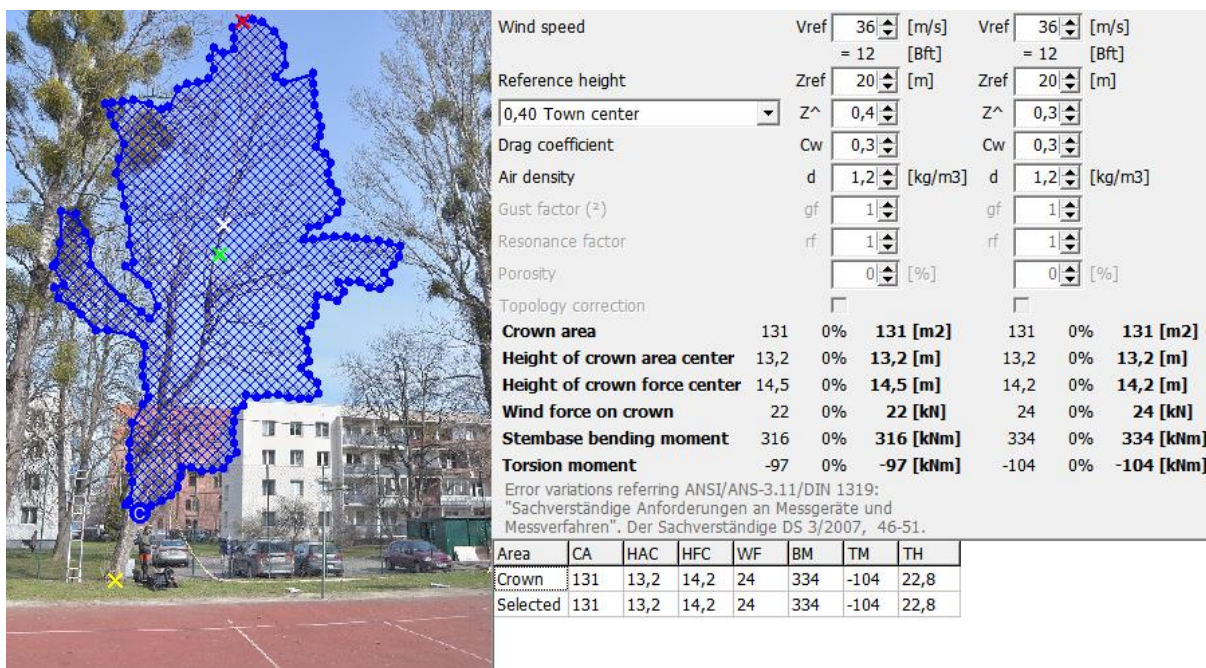 Wind speed Vref 36 [m/s] Vref 36 [m/s]
= 12 [Bft] = 12 [Bft]
Reference height Zref 20 [m] Zref 20 [m]
0,40 Town center Z^ 0,4 Z^ 0,3
Drag coefficient Cw 0,3 Cw 0,3
Air density d 1,2 [kg/m3] d 1,2 [kg/m3]
Gust factor (²) gf 1 gf 1
Resonance factor rf 1 rf 1
Porosity 0 [%] 0 [%]
Topology correction
Crown area 131 0% 131 [m2] 131 0% 131 [m2]
Height of crown area center 13,2 0% 13,2 [m] 13,2 0% 13,2 [m]
Height of crown force center 14,5 0% 14,5 [m] 14,2 0% 14,2 [m]
Wind force on crown 22 0% 22 [kN] 24 0% 24 [kN]
Stembase bending moment 316 0% 316 [kNm] 334 0% 334 [kNm]
Torsion moment -97 0% -97 [kNm] -104 0% -104 [kNm]
Error variations referring ANSI/ANS-3.11/DIN 1319:
"Sachverständige Anforderungen an Messgeräte und
Messverfahren". Der Sachverständige DS 3/2007, 46-51.
Area CA HAC HFC WF BM TM TH
Crown 131 13,2 14,2 24 334 -104 22,8
Selected 131 13,2 14,2 24 334 -104 22,8
C